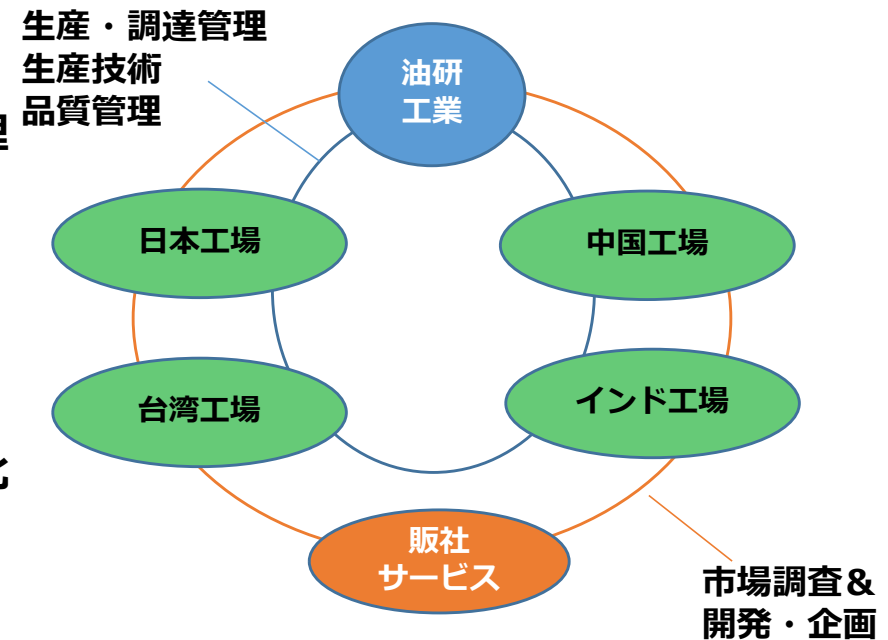 生産・調達管理
生産技術
品質管理
理
油研
工業
日本工場
中国工場
台湾工場
インド工場
化
販社
サービス
市場調査＆
開発・企画